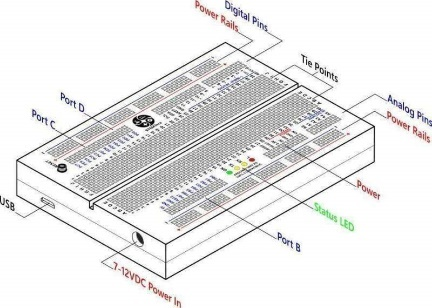 Power Rails
Digital Pins
Tie Points
Port D
Port C
Analog Pins
Power Rails
USB
Power
Status LED
Port B
7-12VDC Power In